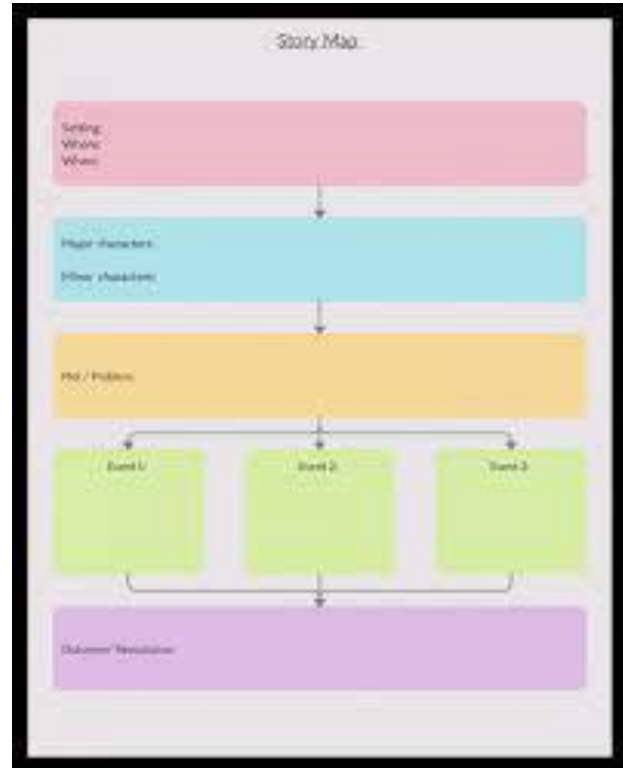 Story Map
Setting:
Where:
When:
Major characters:
Minor characters:
Plot / Problem:
Event 1:
Event 2:
Event 3:
Outcome/ Resolution: